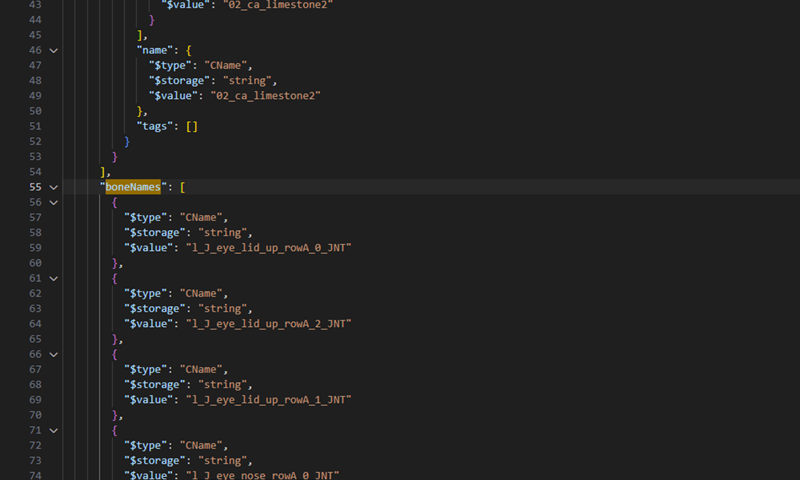 43 "$value": "02_ca_limestone2"
44 }
45 ],
46 "name": {
47 "$type": "CName",
48 "$storage": "string",
49 "$value": "02_ca_limestone2"
50 },
51 "tags": []
52 }
53 }
54 ],
55 "boneNames": [
56 {
57 "$type": "CName",
58 "$storage": "string",
59 "$value": "l_J_eye_lid_up_rowA_0_JNT"
60 },
61 {
62 "$type": "CName",
63 "$storage": "string",
64 "$value": "l_J_eye_lid_up_rowA_2_JNT"
65 },
66 {
67 "$type": "CName",
68 "$storage": "string",
69 "$value": "l_J_eye_lid_up_rowA_1_JNT"
70 },
71 {
72 "$type": "CName",
73 "$storage": "string",
74 "$value": "l_J_eye_nose_rowA_0_JNT"